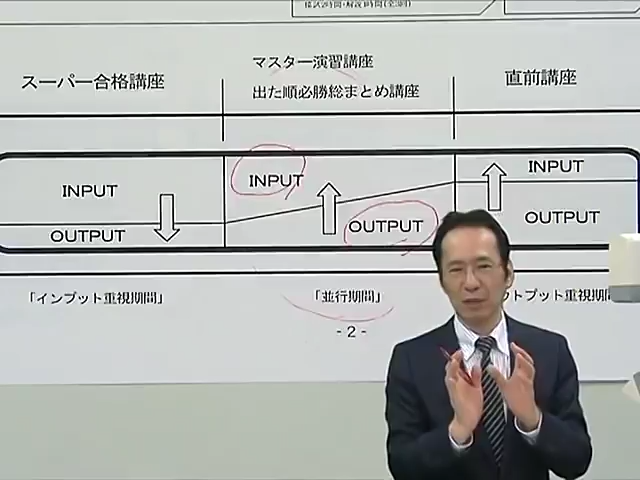 スーパー合格講座
マスター演習講座
出た順必勝総まとめ講座
直前講座
INPUT
OUTPUT
INPUT
OUTPUT
INPUT
OUTPUT
「インプット重視期間」
「並行期間」
トプット重視期間
- 2 -